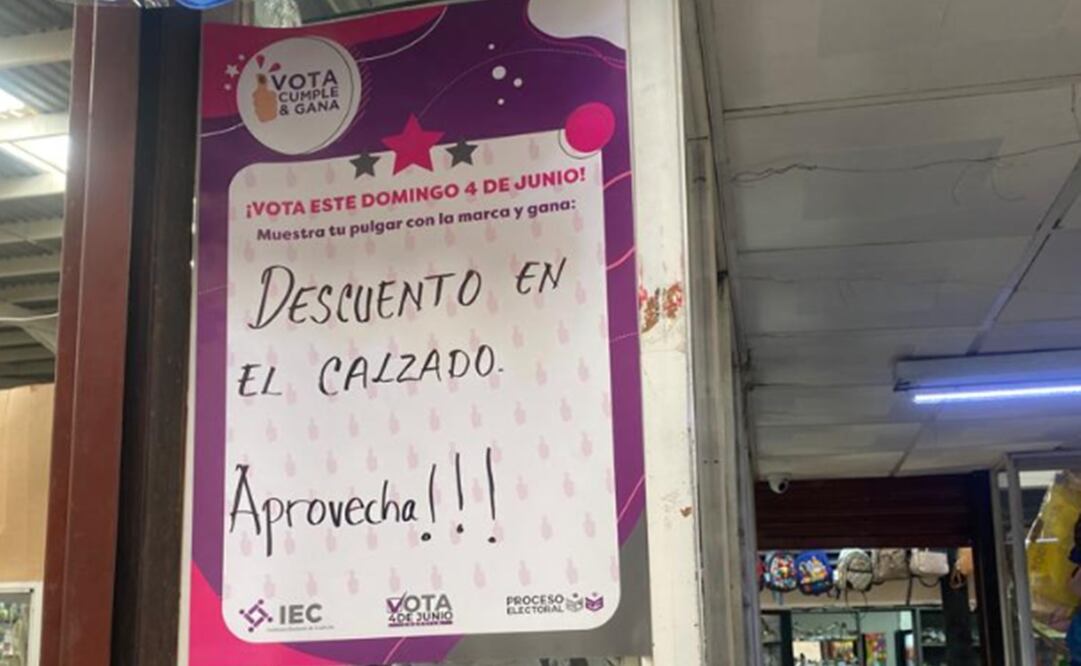 VOTA
CUMPLE
& GANA
¡VOTA ESTE DOMINGO 4 DE JUNIO!
Muestra tu pulgar con la marca y gana:
DESCUENTO EN
EL CALZADO.
Aprovecha!!!
IEC
VOTA
4 DE JUNIO
PROCESO
ELECTORAL